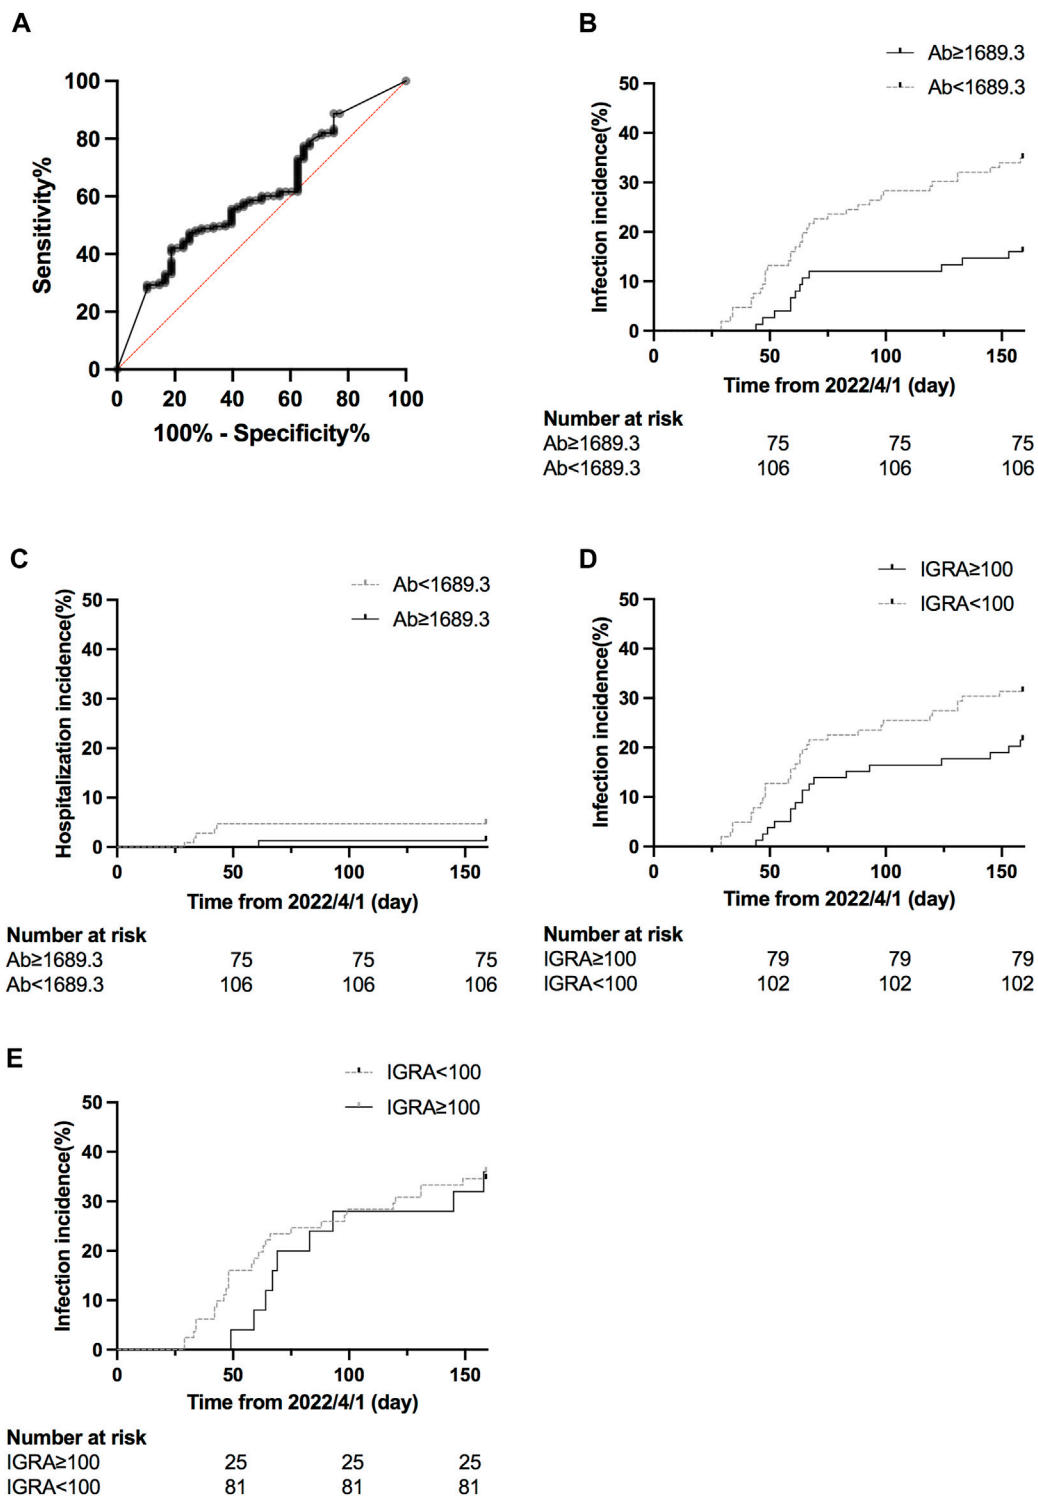 A
Sensitivity%
100
80
60
40
20
0
0 20 40 60 80 100
100% - Specificity%
B
Ab≥1689.3
Ab<1689.3
Infection incidence(%)
50
40
30
20
10
0
0 50 100 150
Time from 2022/4/1 (day)
Number at risk
Ab≥1689.3 75 75 75
Ab<1689.3 106 106 106
C
Ab<1689.3
Ab≥1689.3
Hospitalization incidence(%)
50
40
30
20
10
0
0 50 100 150
Time from 2022/4/1 (day)
Number at risk
Ab≥1689.3 75 75 75
Ab<1689.3 106 106 106
D
IGRA≥100
IGRA<100
Infection incidence(%)
50
40
30
20
10
0
0 50 100 150
Time from 2022/4/1 (day)
Number at risk
IGRA≥100 79 79 79
IGRA<100 102 102 102
E
IGRA<100
IGRA≥100
Infection incidence(%)
50
40
30
20
10
0
0 50 100 150
Time from 2022/4/1 (day)
Number at risk
IGRA≥100 25 25 25
IGRA<100 81 81 81